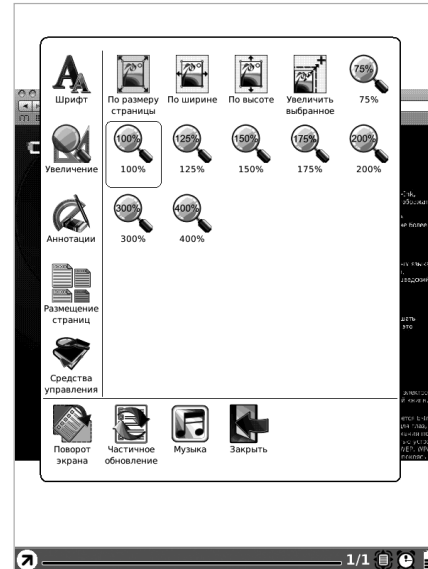 Шрифт
По размеру
страницы
По ширине
По высоте
Увеличить
выбранное
75%
75%
Увеличение
100%
100%
125%
125%
150%
150%
175%
175%
200%
200%
Аннотации
300%
300%
400%
400%
Размещение
страниц
Средства
управления
Поворот
экрана
Частичное
обновление
Музыка
Закрыть
1/1